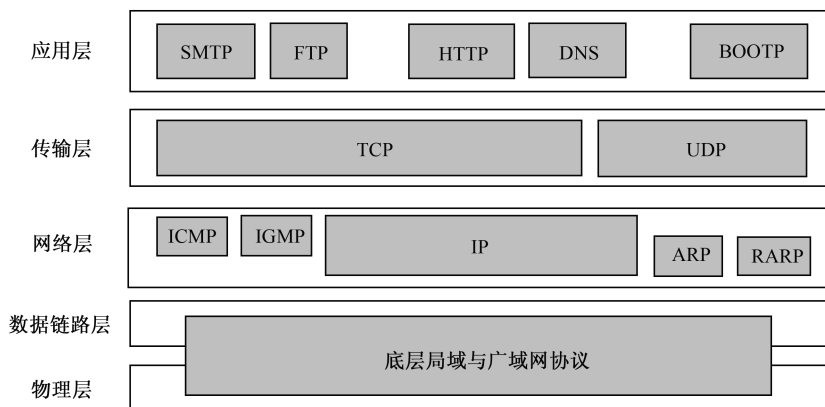 应用层
SMTP
FTP
HTTP
DNS
BOOTP
传输层
TCP
UDP
网络层
ICMP
IGMP
IP
ARP
RARP
数据链路层
底层局域与广域网协议
物理层